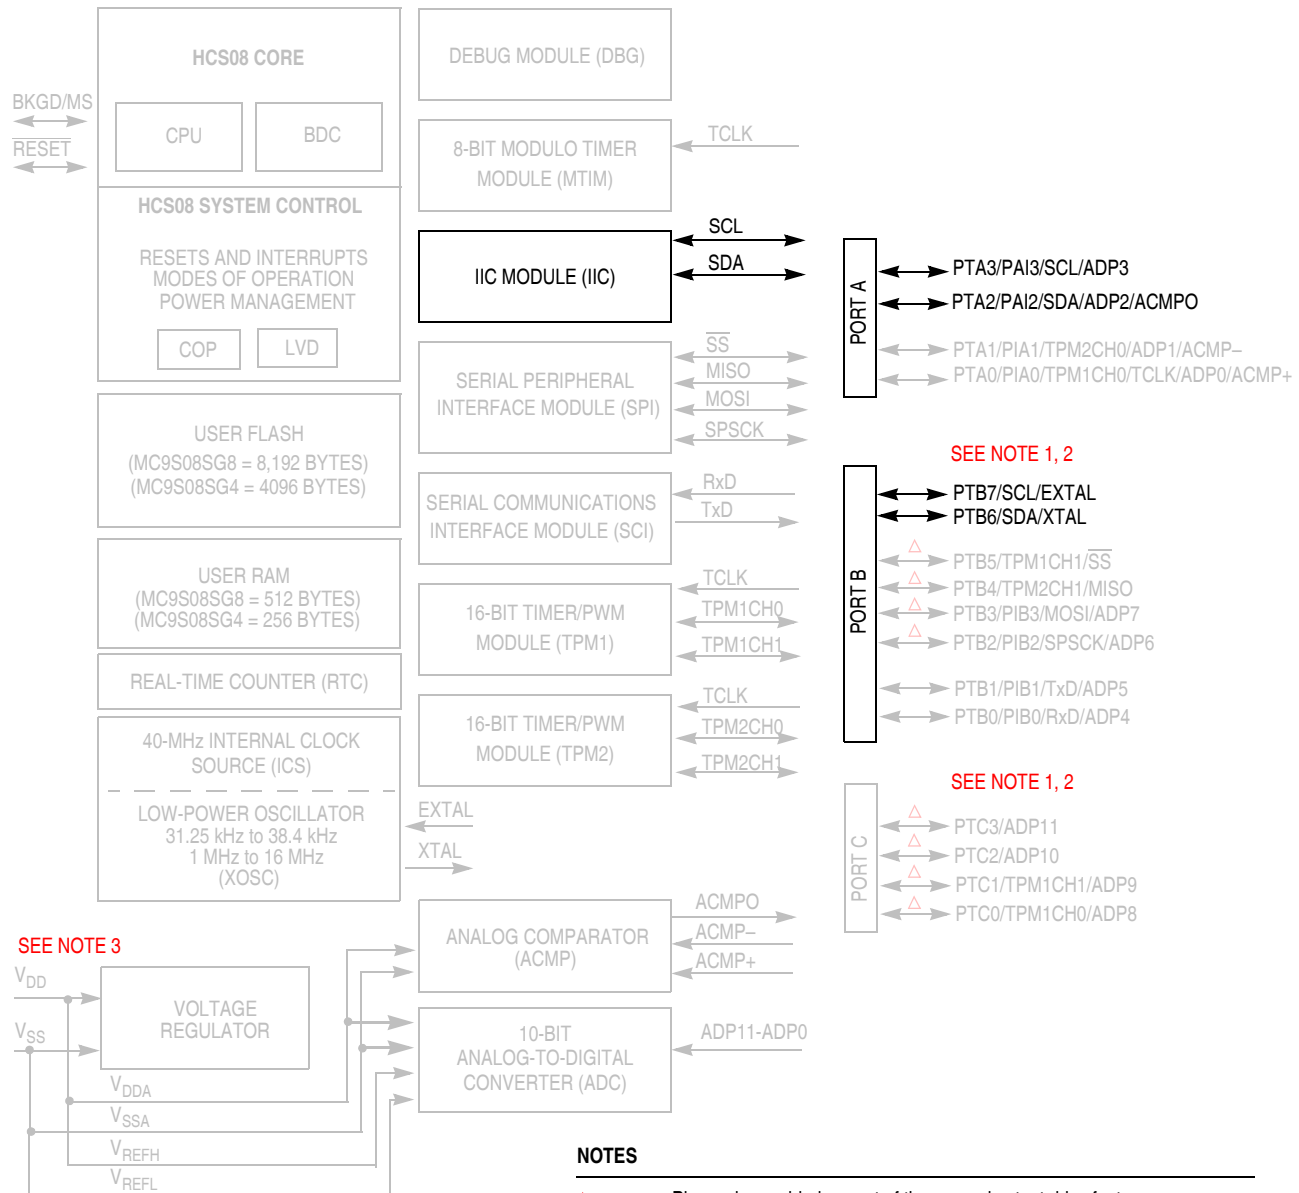 HCS08 CORE
CPU
BDC
BKGD/MS
RESET
HCS08 SYSTEM CONTROL
RESETS AND INTERRUPTS
MODES OF OPERATION
POWER MANAGEMENT
COP
LVD
USER FLASH
(MC9S08SG8 = 8,192 BYTES)
(MC9S08SG4 = 4096 BYTES)
USER RAM
(MC9S08SG8 = 512 BYTES)
(MC9S08SG4 = 256 BYTES)
REAL-TIME COUNTER (RTC)
40-MHz INTERNAL CLOCK
SOURCE (ICS)
LOW-POWER OSCILLATOR
31.25 kHz to 38.4 kHz
1 MHz to 16 MHz
(XOSC)
EXTAL
XTAL
SEE NOTE 3
VDD
VSS
VOLTAGE
REGULATOR
VDDA
VSSA
VREFH
VREFL
DEBUG MODULE (DBG)
8-BIT MODULO TIMER
MODULE (MTIM)
TCLK
IIC MODULE (IIC)
SCL
SDA
SERIAL PERIPHERAL
INTERFACE MODULE (SPI)
SS
MISO
MOSI
SPSCK
SERIAL COMMUNICATIONS
INTERFACE MODULE (SCI)
RxD
TxD
16-BIT TIMER/PWM
MODULE (TPM1)
TCLK
TPM1CH0
TPM1CH1
16-BIT TIMER/PWM
MODULE (TPM2)
TCLK
TPM2CH0
TPM2CH1
ANALOG COMPARATOR
(ACMP)
ACMPO
ACMP–
ACMP+
10-BIT
ANALOG-TO-DIGITAL
CONVERTER (ADC)
ADP11-ADP0
PORT A
PTA3/PAI3/SCL/ADP3
PTA2/PAI2/SDA/ADP2/ACMPO
PTA1/PIA1/TPM2CH0/ADP1/ACMP–
PTA0/PIA0/TPM1CH0/TCLK/ADP0/ACMP+
SEE NOTE 1, 2
PORT B
PTB7/SCL/EXTAL
PTB6/SDA/XTAL
PTB5/TPM1CH1/SS
PTB4/TPM2CH1/MISO
PTB3/PIB3/MOSI/ADP7
PTB2/PIB2/SPSCK/ADP6
PTB1/PIB1/TxD/ADP5
PTB0/PIB0/RxD/ADP4
SEE NOTE 1, 2
PORT C
PTC3/ADP11
PTC2/ADP10
PTC1/TPM1CH1/ADP9
PTC0/TPM1CH0/ADP8
NOTES